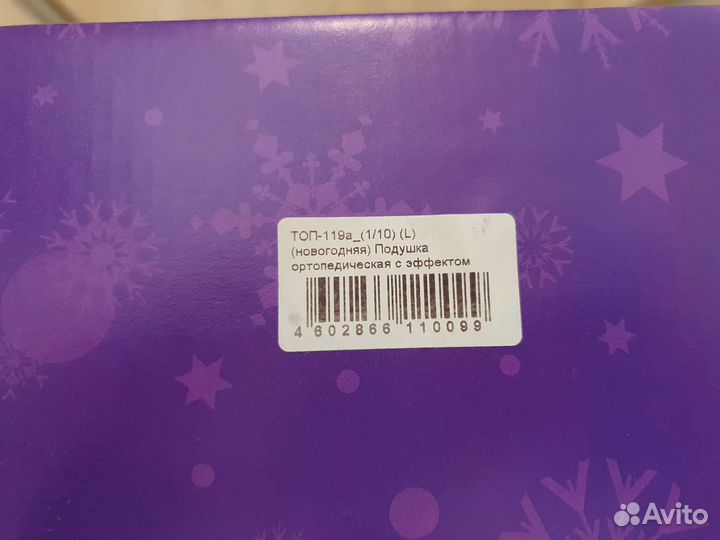 ТОП-119а_(1/10) (L)
(новогодняя) Подушка
ортопедическая с эффектом
4 602866 110099
Avito